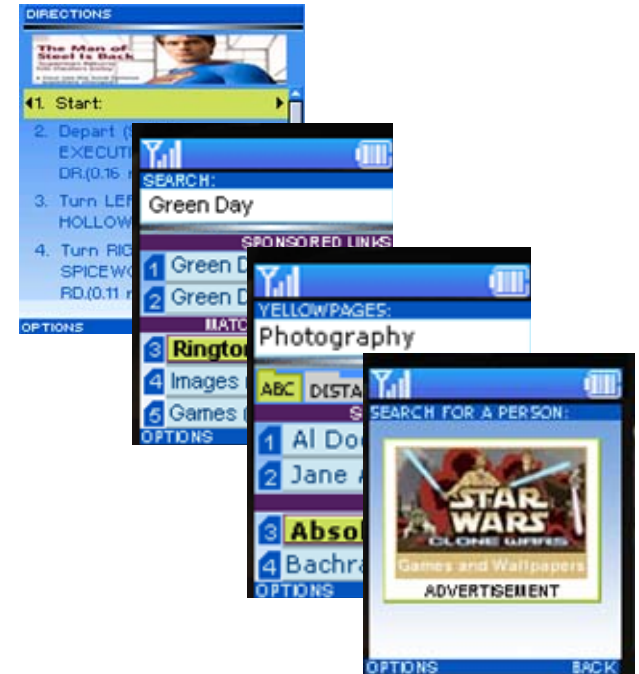 DIRECTIONS
The Man of
Steel Is Back
1. Start:
2. Depart
EXECUTI
DR.(0.16
3. Turn LEF
HOLLOW
4. Turn RIG
SPICEWO
RD.(0.11
OPTIONS
SEARCH:
Green Day
SPONSORED LINKS
1 Green D
2 Green D
MATC
3 Rington
4 Images
5 Games
OPTIONS
YELLOWPAGES:
Photography
ABC DISTA
S
1 Al Doo
2 Jane A
3 Absol
4 Bachra
OPTIONS
SEARCH FOR A PERSON:
STAR
WARS
CLONE WARS
Games and Wallpapers
ADVERTISEMENT
OPTIONS BACK